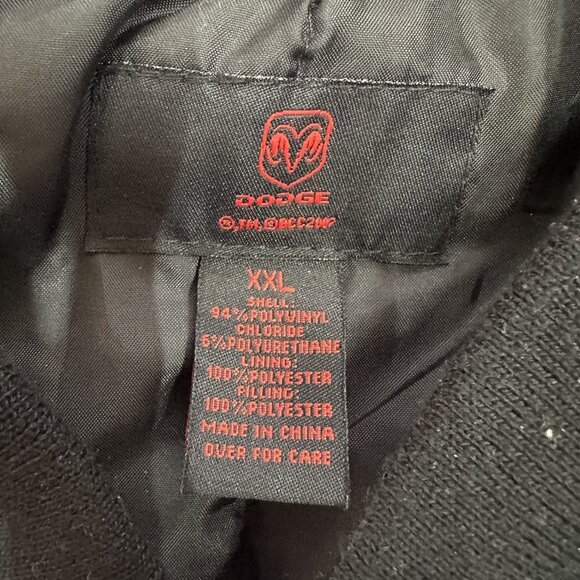 DODGE
®,TM,©DCC2007
XXL
SHELL:
94%POLYVINYL
CHLORIDE
6%POLYURETHANE
LINING:
100%POLYESTER
FILLING:
100%POLYESTER
MADE IN CHINA
OVER FOR CARE